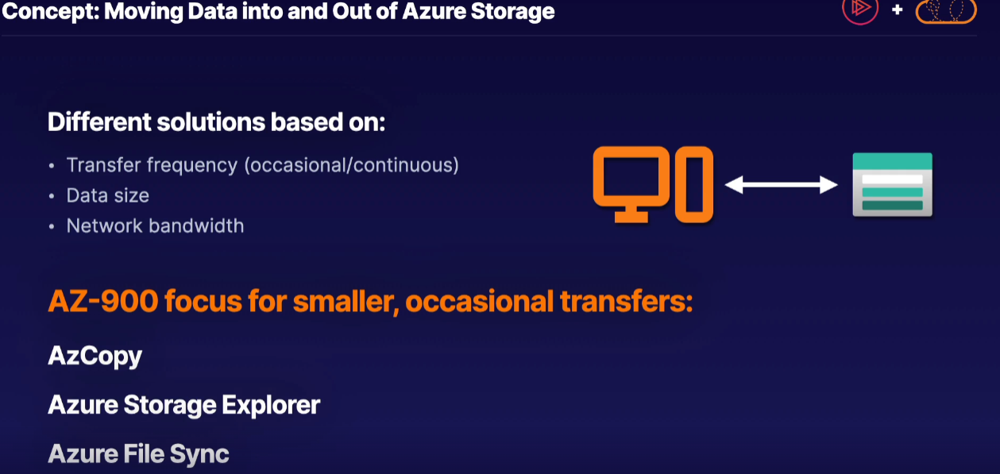 Concept: Moving Data into and Out of Azure Storage
+
Different solutions based on:
• Transfer frequency (occasional/continuous)
• Data size
• Network bandwidth
AZ-900 focus for smaller, occasional transfers:
AzCopy
Azure Storage Explorer
Azure File Sync